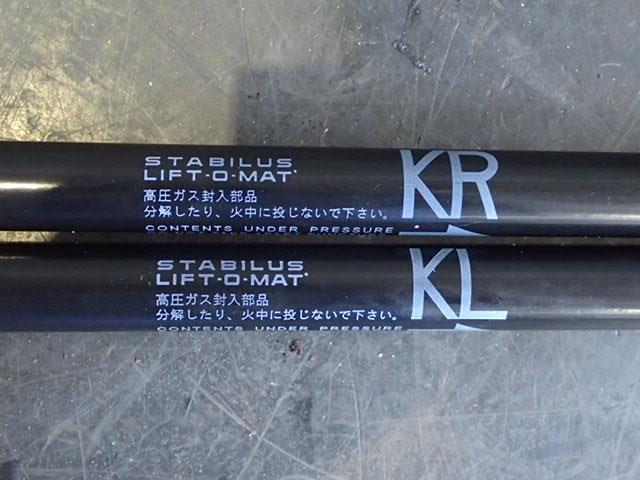 STABILUS
LIFT-O-MAT
高圧ガス封入部品
分解したり、火中に投じないで下さい。
CONTENTS UNDER PRESSURE
KR
STABILUS
LIFT-O-MAT
高圧ガス封入部品
分解したり、火中に投じないで下さい。
CONTENTS UNDER PRESSURE
KL